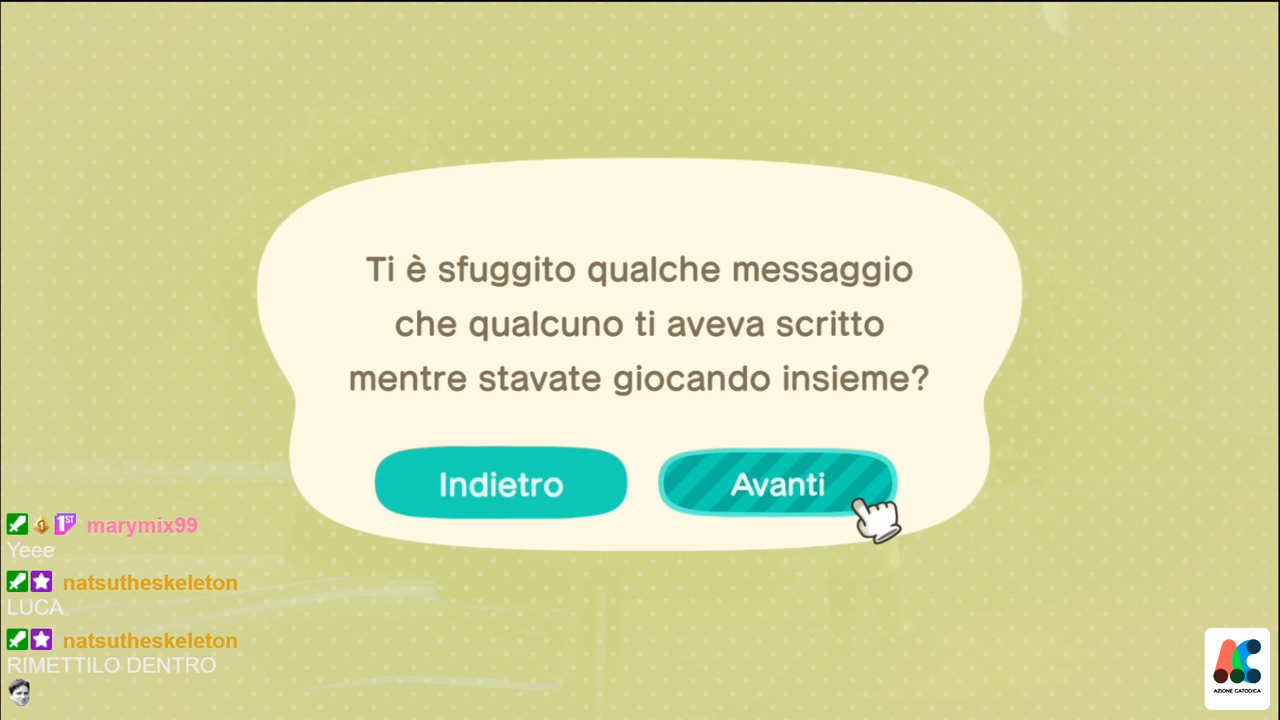 Ti è sfuggito qualche messaggio
che qualcuno ti aveva scritto
mentre stavate giocando insieme?
Indietro
Avanti
1ST marymix99
Yeee
natsutheskeleton
LUCA
natsutheskeleton
RIMETTILO DENTRO
AZIONE CATODICA